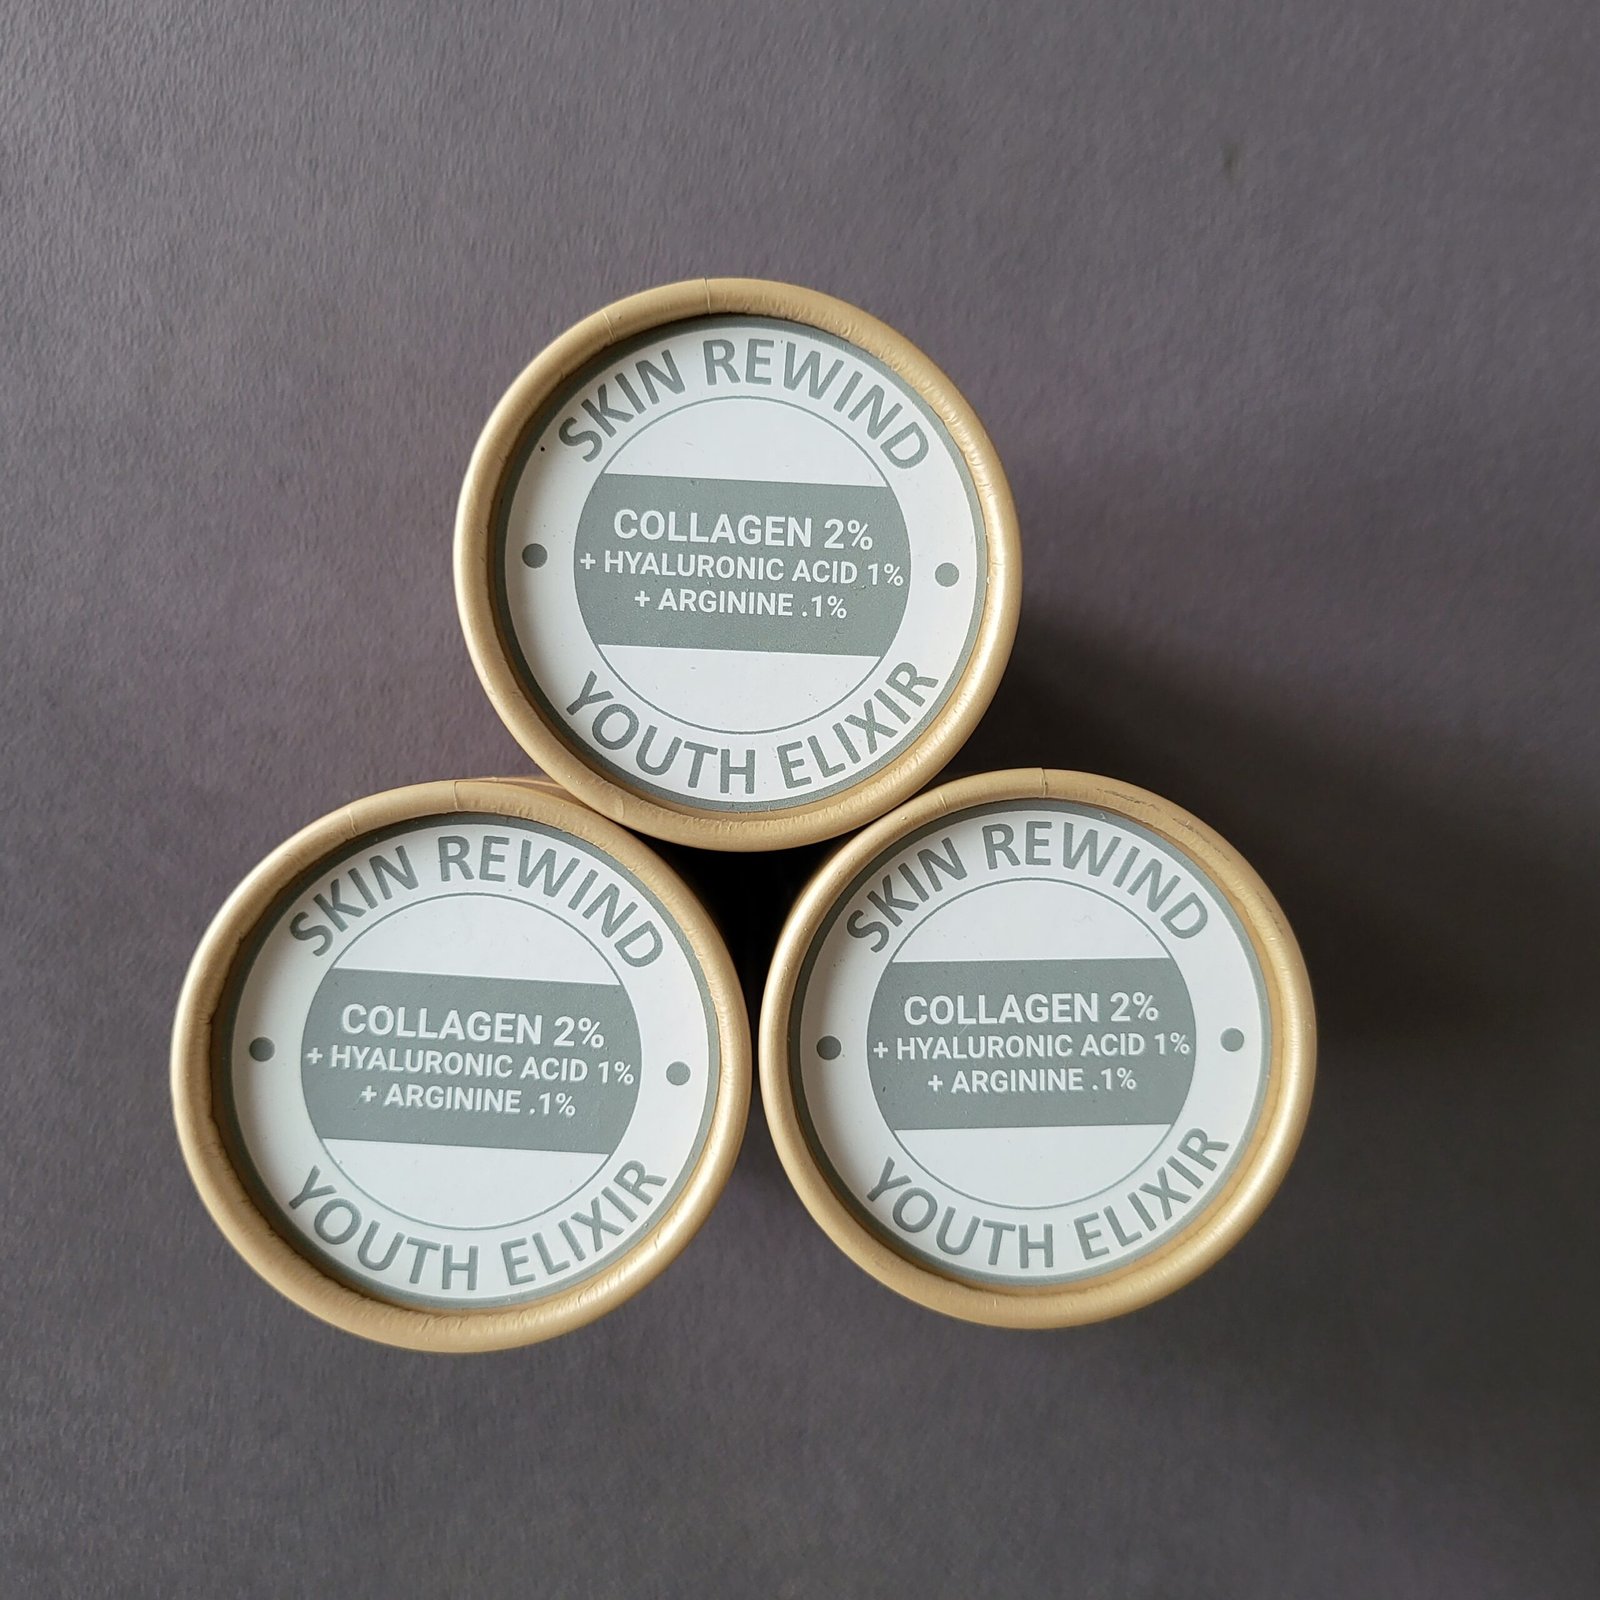 SKIN REWIND
COLLAGEN 2%
+ HYALURONIC ACID 1%
+ ARGININE .1%
YOUTH ELIXIR
SKIN REWIND
COLLAGEN 2%
+ HYALURONIC ACID 1%
+ ARGININE .1%
YOUTH ELIXIR
SKIN REWIND
COLLAGEN 2%
+ HYALURONIC ACID 1%
+ ARGININE .1%
YOUTH ELIXIR